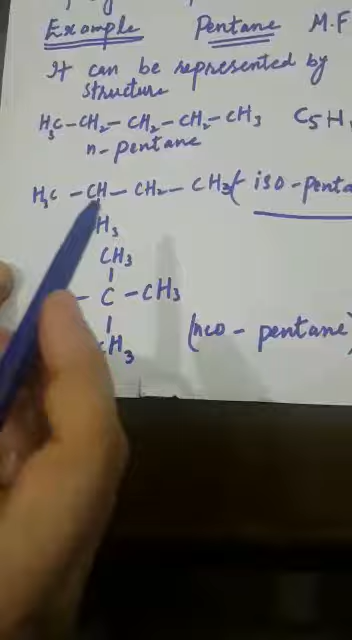 Example Pentane M.F
It can be represented by
structure
H₃C-CH₂-CH₂-CH₂-CH₃ C5H
n-pentane
H₃C-CH-CH₂-CH₃( iso-penta
H₃
CH₃
-C-CH₃
CH₃ (neo-pentane)